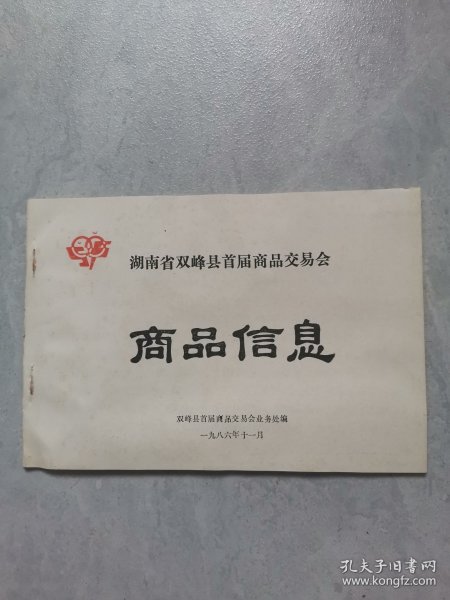 湖南省双峰县首届商品交易会
商品信息
双峰县首届商品交易会业务处编
一九八六年十一月
孔夫子旧书网
www.kongfz.com